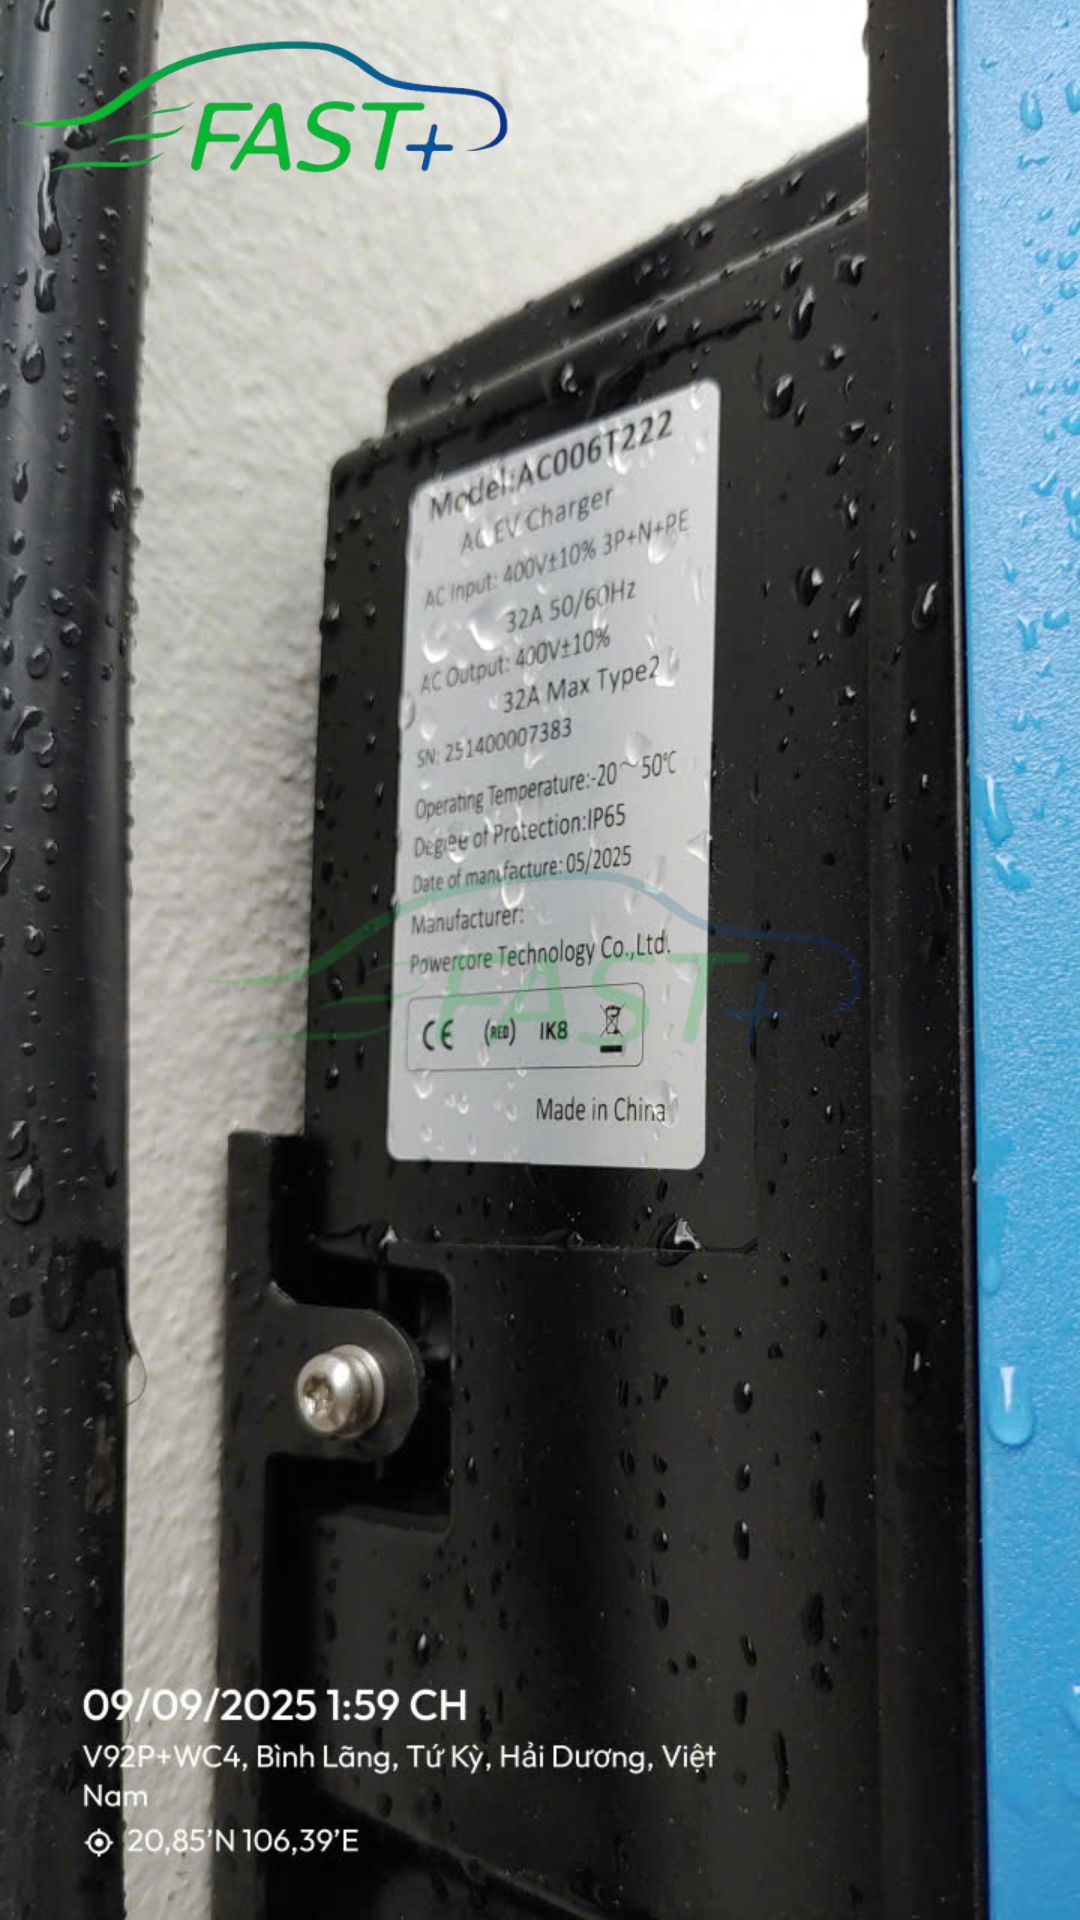 FAST+
Model:AC006T222
AC EV Charger
AC Input: 400V±10% 3P+N+PE
32A 50/60Hz
AC Output: 400V±10%
32A Max Type2
SN: 251400007383
Operating Temperature:-20~50℃
Degree of Protection:IP65
Date of manufacture: 05/2025
Manufacturer:
Powercore Technology Co.,Ltd.
FAST+
CE (RED) IK8
Made in China
09/09/2025 1:59 CH
V92P+WC4, Bình Lãng, Tứ Kỳ, Hải Dương, Việt
Nam
20,85'N 106,39'E